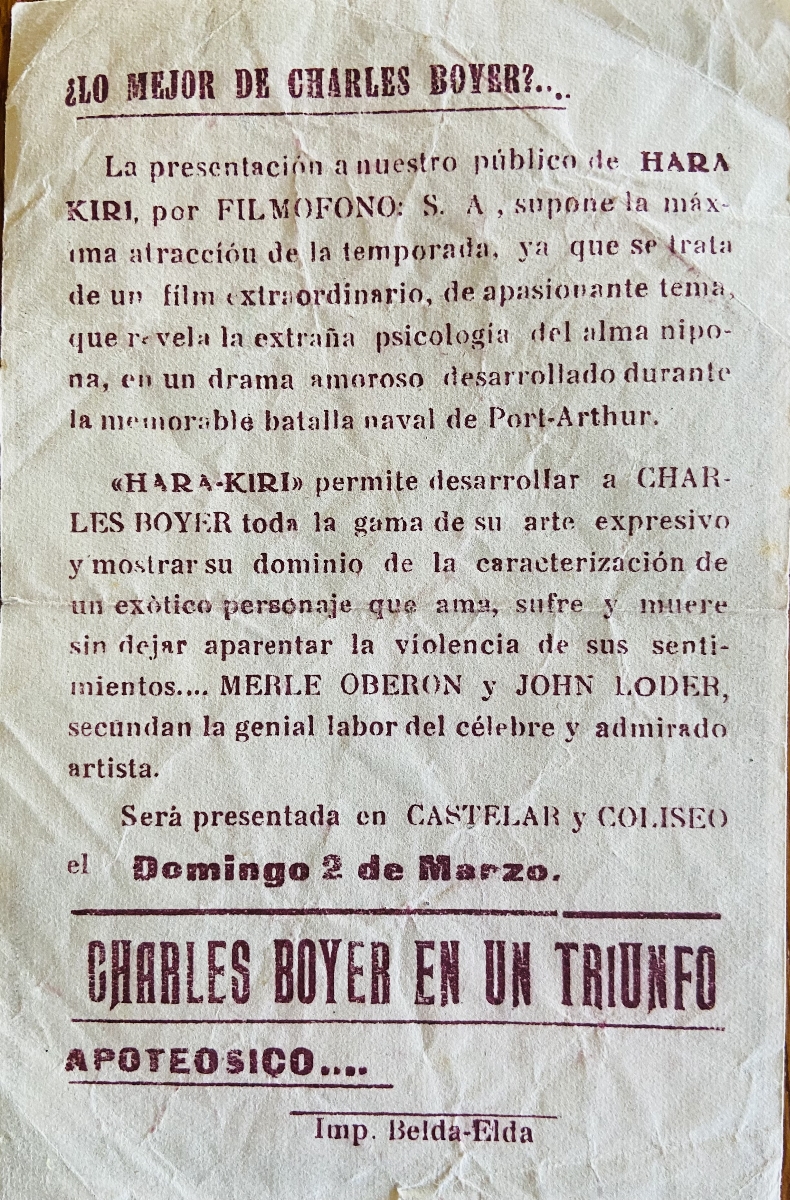 ¿LO MEJOR DE CHARLES BOYER?....
La presentación a nuestro público de HARA
KIRI, por FILMOFONO: S. A , supone la máx-
ima atraccíóu de la temporada, ya que se trata
de un film extraordinario, de apasionante tema,
que revela la extraña psicología del alma nipo-
na, en un drama amoroso desarrollado durante
la memorable batalla naval de Port-Arthur.
«HARA-KIRI» permite desarrollar a CHAR-
LES BOYER toda la gama de su arte expresivo
y mostrar su dominio de la caracterización de
un exòtico personaje que ama, sufre y muere
sin dejar aparentar la violencia de sus senti-
mientos.... MERLE OBERON y JOHN LODER,
secundan la genial labor del célebre y admirado
artista.
Será presentada en CASTELAR y COLISEO
el Domingo 2 de Marzo.
CHARLES BOYER EN UN TRIUNFO
APOTEOSICO....
Imp. Belda-Elda